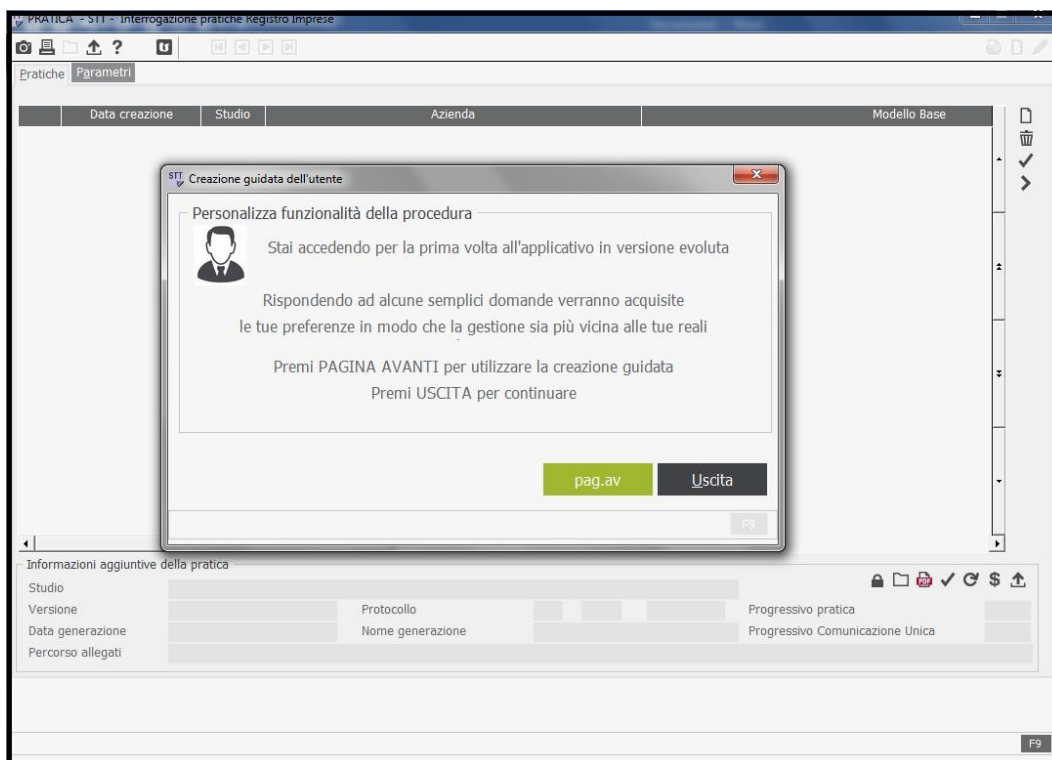 PRATICA - STT - Interrogazione pratiche Registro Imprese
Pratiche Parametri
Data creazione Studio Azienda Modello Base
STT Creazione guidata dell'utente
Personalizza funzionalità della procedura
Stai accedendo per la prima volta all'applicativo in versione evoluta
Rispondendo ad alcune semplici domande verranno acquisite
le tue preferenze in modo che la gestione sia più vicina alle tue reali
Premi PAGINA AVANTI per utilizzare la creazione guidata
Premi USCITA per continuare
pag.av Uscita
F9
Informazioni aggiuntive della pratica
Studio
Versione Protocollo Progressivo pratica
Data generazione Nome generazione Progressivo Comunicazione Unica
Percorso allegati
F9